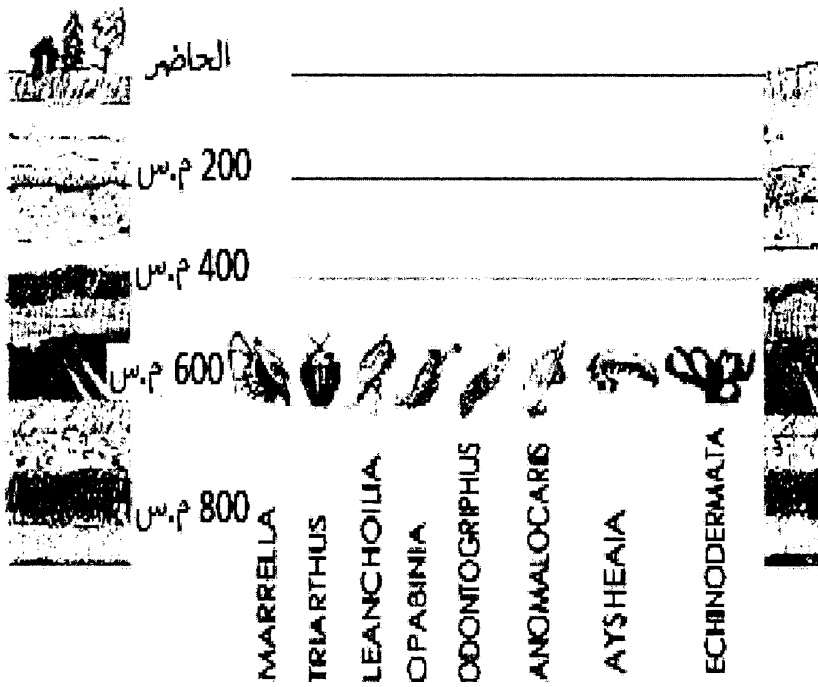 الحاضر
200 م.س
400 م.س
600 م.س
800 م.س
MARRELLA
TRIARTHUS
LEANCHOILIA
OPABINIA
ODONTOGRIPHUS
ANOMALOCARIS
AYSHEAIA
ECHINODERMATA